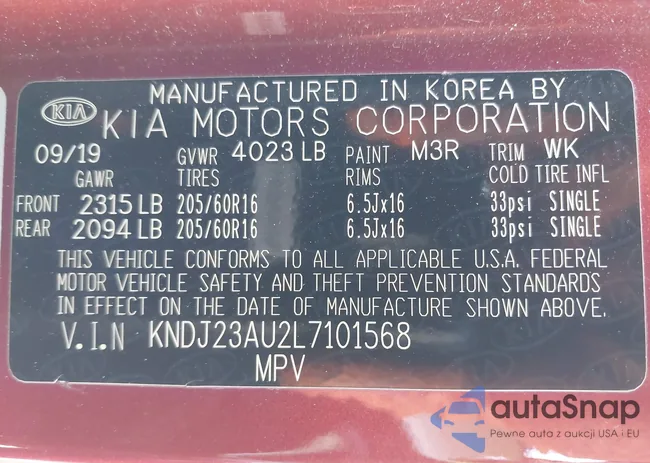 MANUFACTURED IN KOREA BY
KIA KIA MOTORS CORPORATION
09/19 GVWR 4023 LB PAINT M3R TRIM WK
GAWR TIRES RIMS COLD TIRE INFL
FRONT 2315 LB 205/60R16 6.5Jx16 33psi SINGLE
REAR 2094 LB 205/60R16 6.5Jx16 33psi SINGLE
THIS VEHICLE CONFORMS TO ALL APPLICABLE U.S.A. FEDERAL
MOTOR VEHICLE SAFETY AND THEFT PREVENTION STANDARDS
IN EFFECT ON THE DATE OF MANUFACTURE SHOWN ABOVE.
V.I.N KNDJ23AU2L7101568
MPV
autoSnap
Pewne auta z aukcji USA i EU